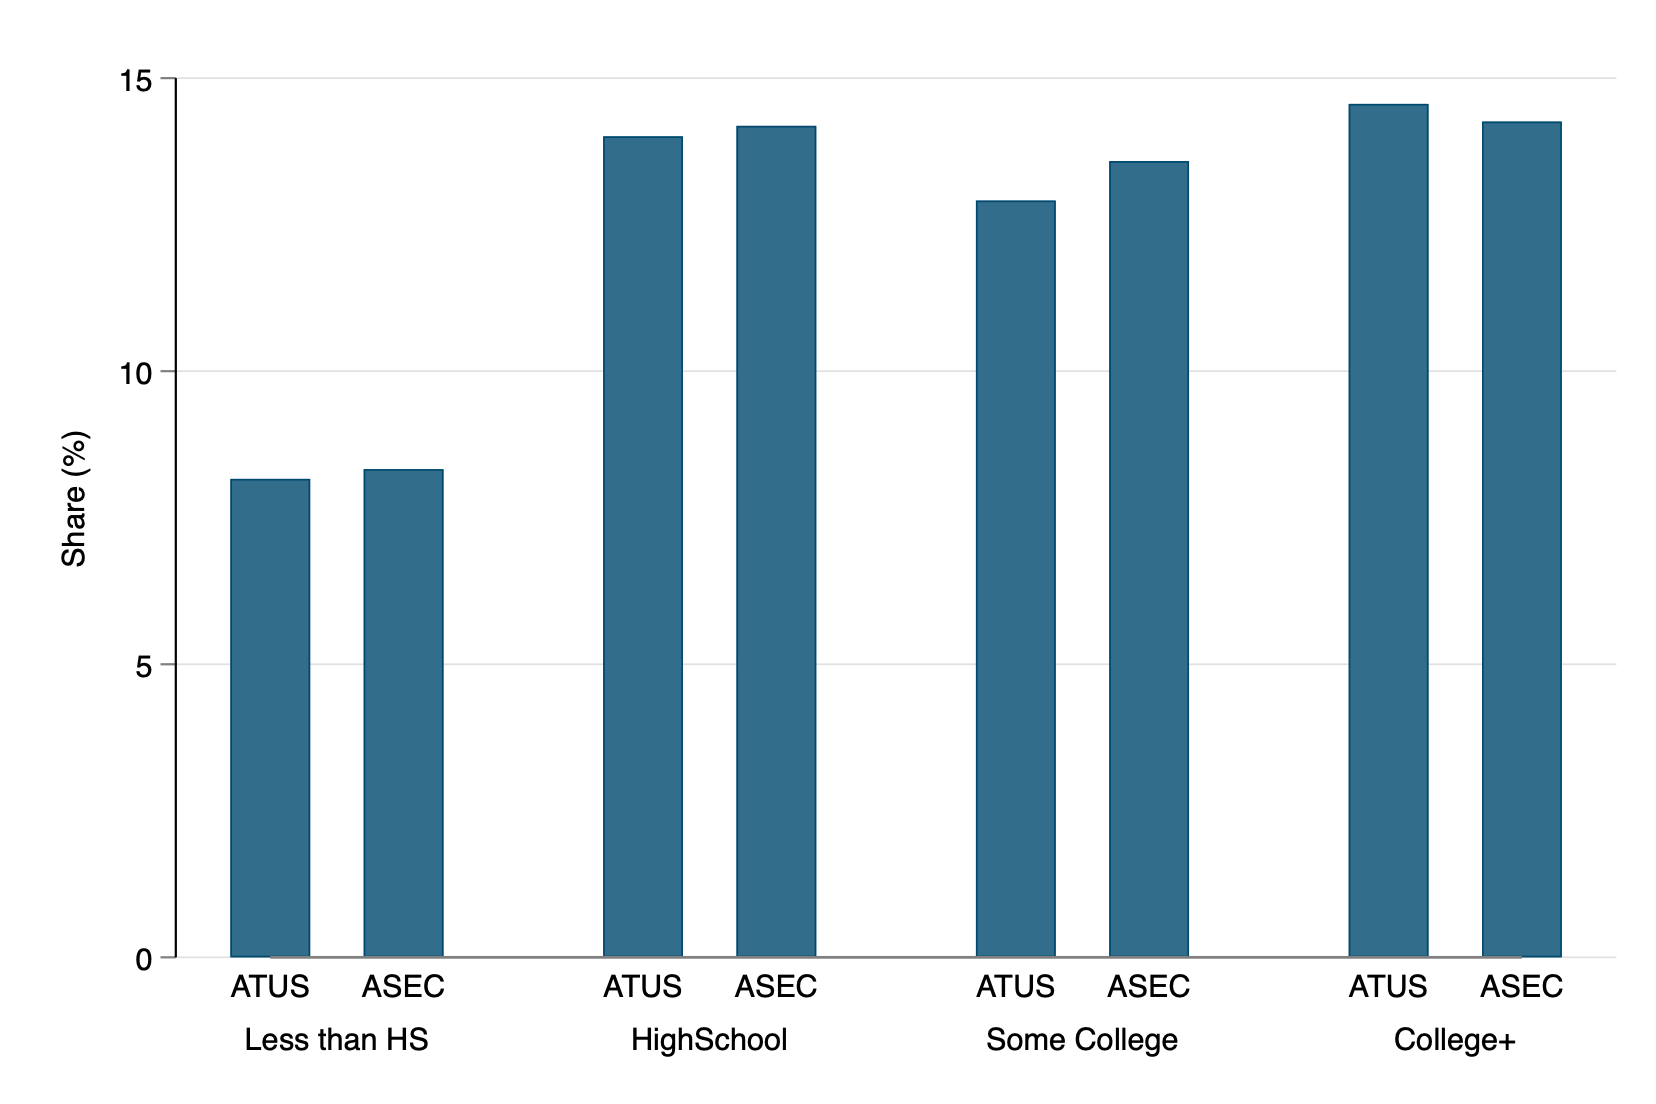 15
10
5
0
Share (%)
ATUS ASEC ATUS ASEC ATUS ASEC ATUS ASEC
Less than HS HighSchool Some College College+